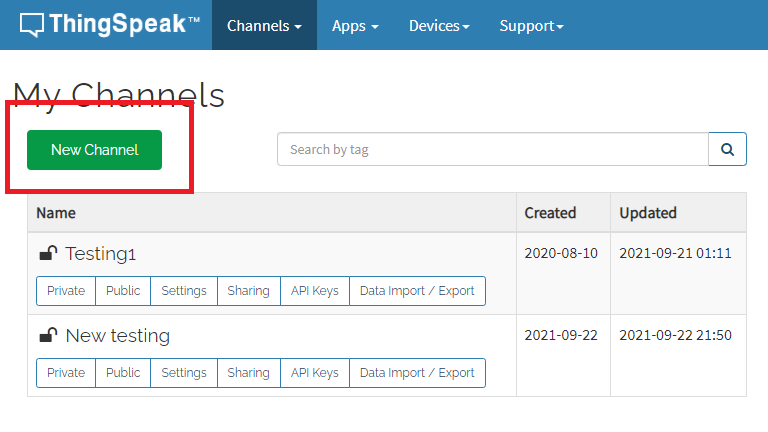 ThingSpeak™ Channels Apps Devices Support
My Channels
New Channel Search by tag
Name Created Updated
Testing1 2020-08-10 2021-09-21 01:11
Private Public Settings Sharing API Keys Data Import / Export
New testing 2021-09-22 2021-09-22 21:50
Private Public Settings Sharing API Keys Data Import / Export